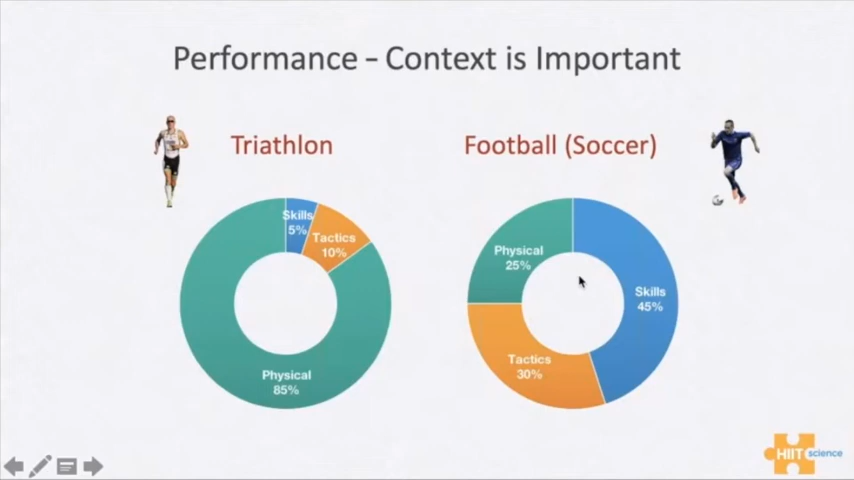 Performance – Context is Important
Triathlon
Football (Soccer)
Skills
5%
Tactics
10%
Physical
85%
Physical
25%
Skills
45%
Tactics
30%
HIIT science